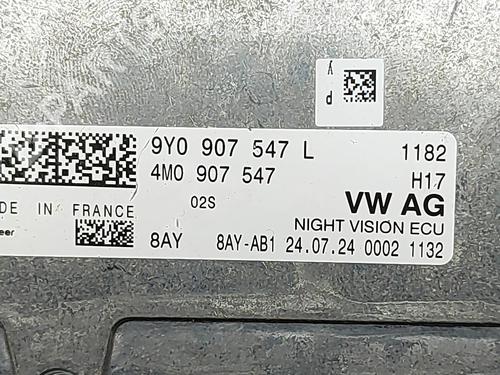 9Y0 907 547 L 1182
4M0 907 547 H17
02S VW AG
DE IN FRANCE
NIGHT VISION ECU
eer
8AY 8AY-AB1 24.07.24 0002 1132